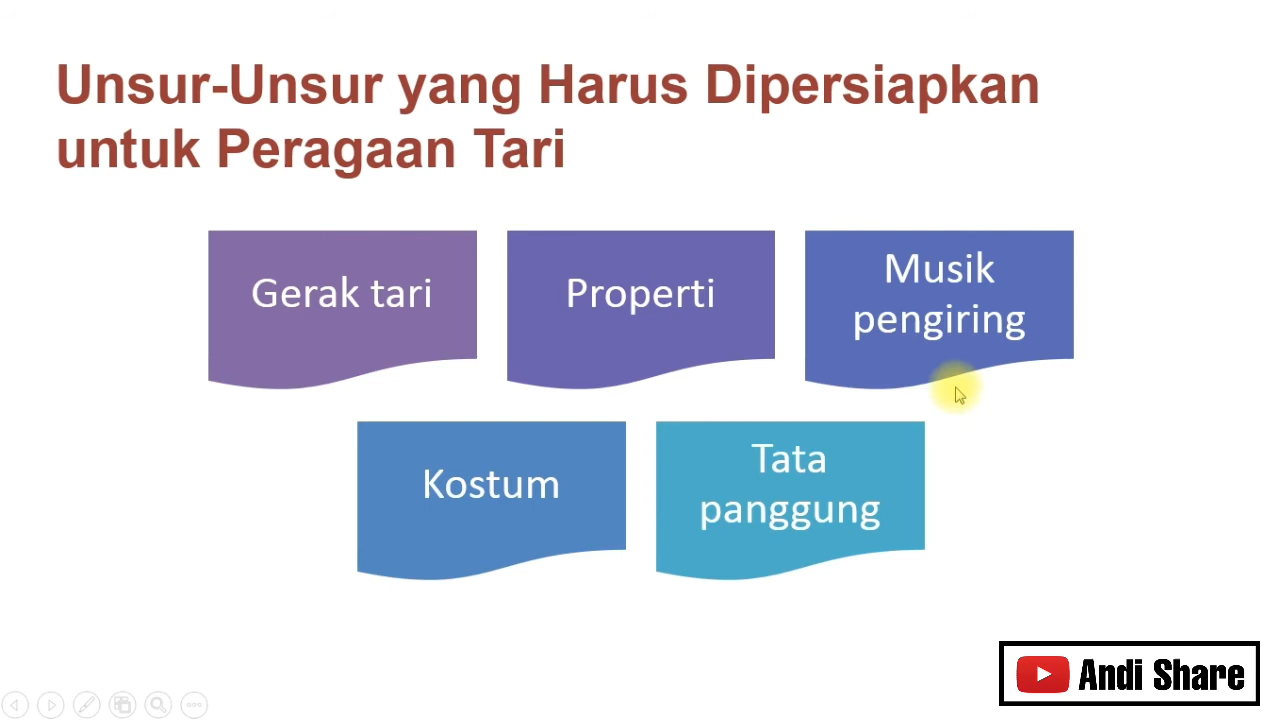 Unsur-Unsur yang Harus Dipersiapkan
untuk Peragaan Tari
Gerak tari
Properti
Musik
pengiring
Kostum
Tata
panggung
Andi Share